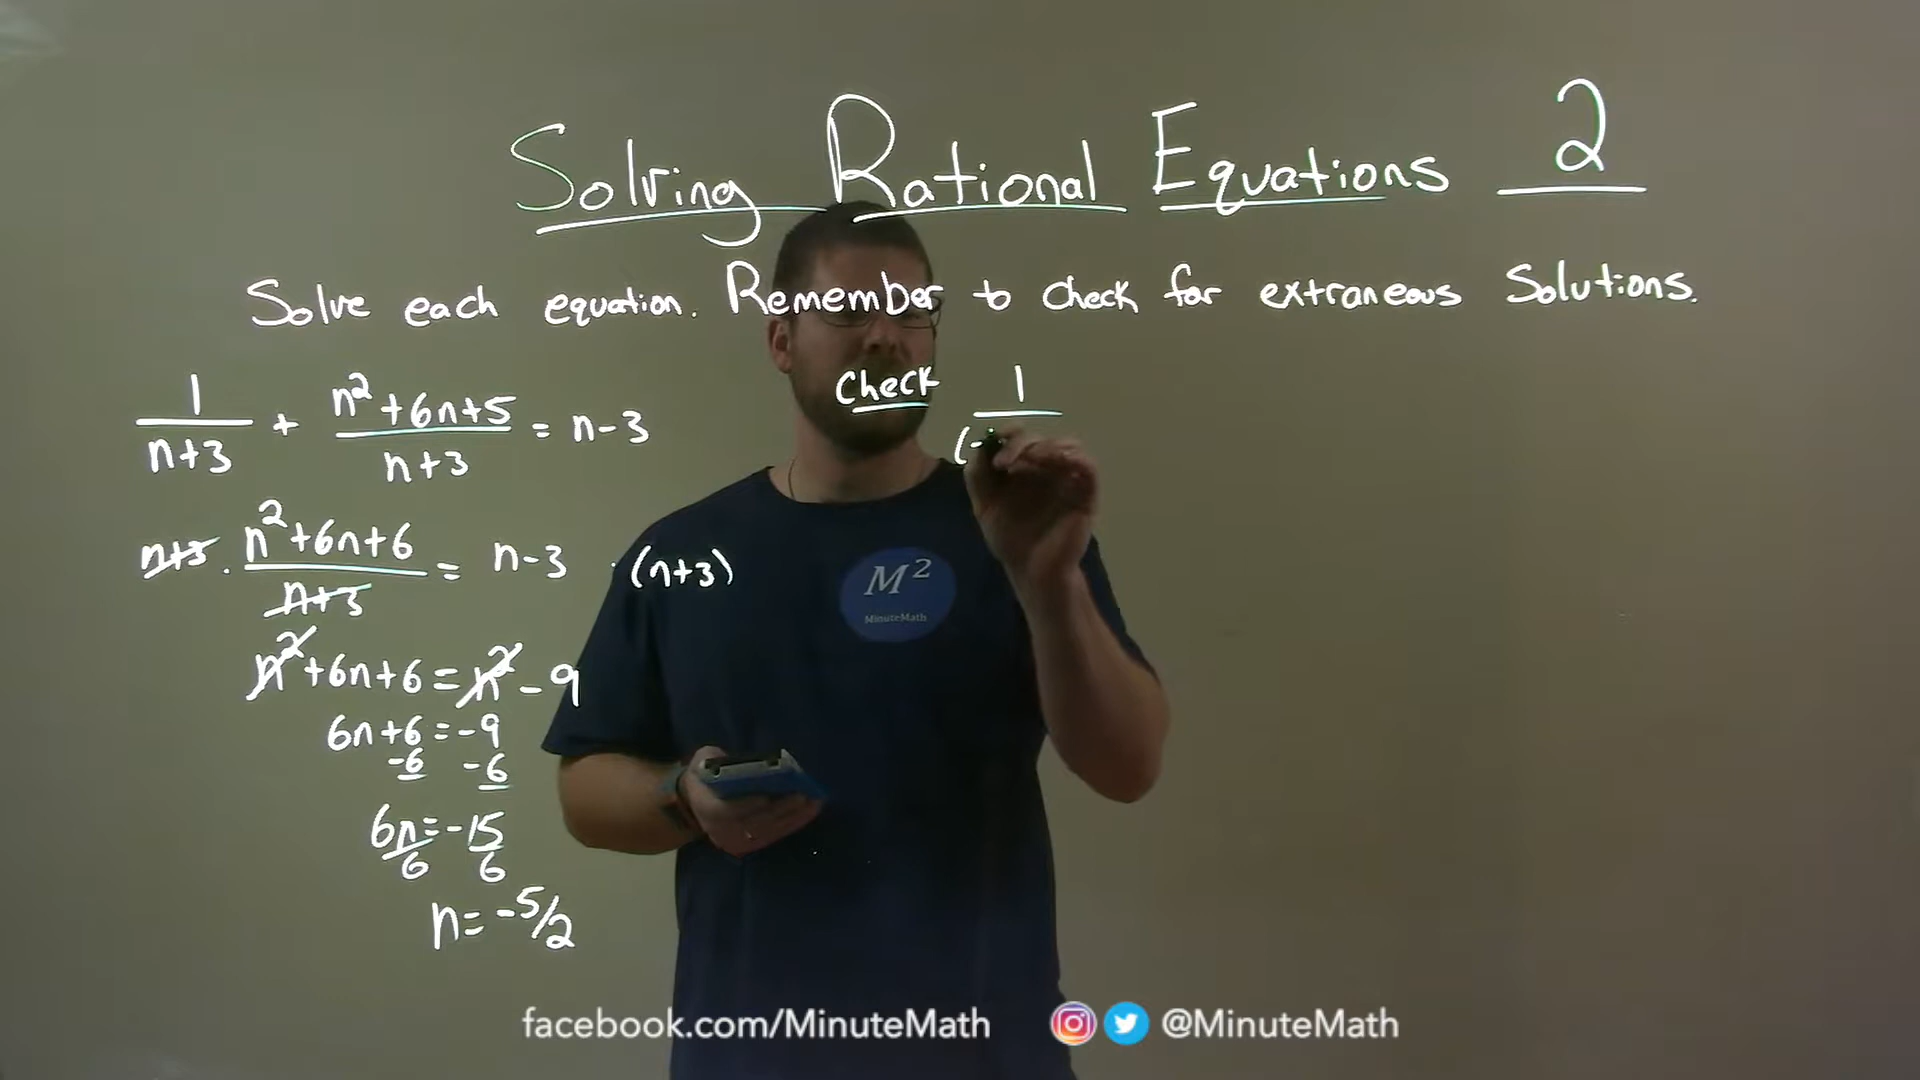 Solving Rational Equations 2
Solve each equation. Remember to check for extraneous Solutions.
1/(n+3) + (n²+6n+5)/(n+3) = n-3
n+3 · (n²+6n+6)/(n+3) = n-3 · (n+3)
n²+6n+6 = n²-9
6n+6 = -9
-6 -6
6n/6 = -15/6
n = -5/2
Check 1
(-
M²
MinuteMath
facebook.com/MinuteMath @MinuteMath